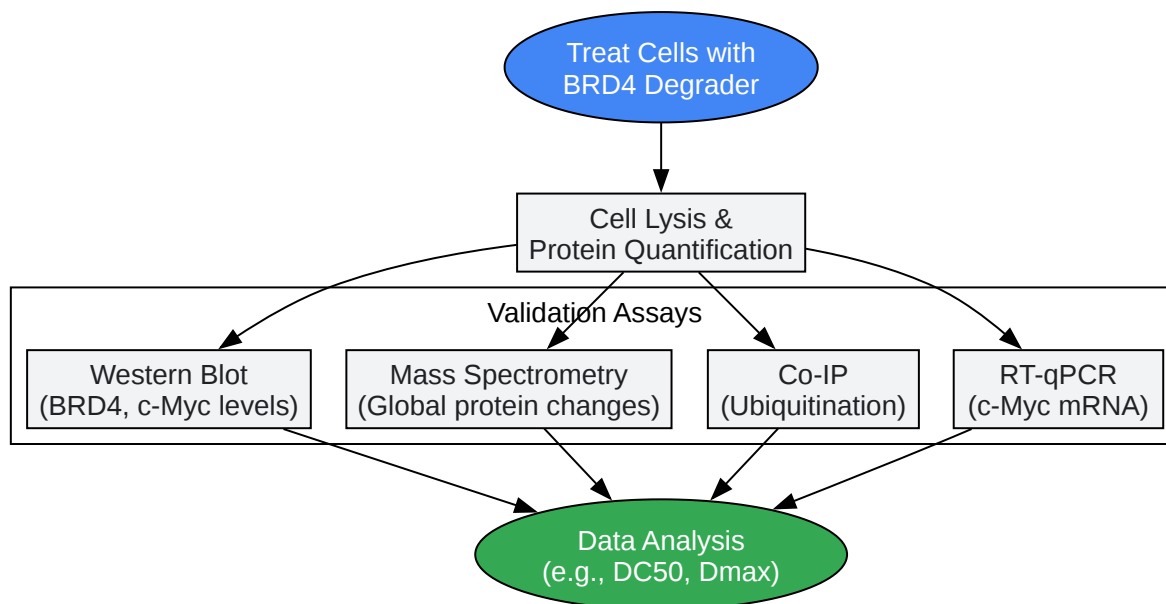 Treat Cells with
BRD4 Degrader
Cell Lysis &
Protein Quantification
Validation Assays
Western Blot
(BRD4, c-Myc levels)
Mass Spectrometry
(Global protein changes)
Co-IP
(Ubiquitination)
RT-qPCR
(c-Myc mRNA)
Data Analysis
(e.g., DC50, Dmax)